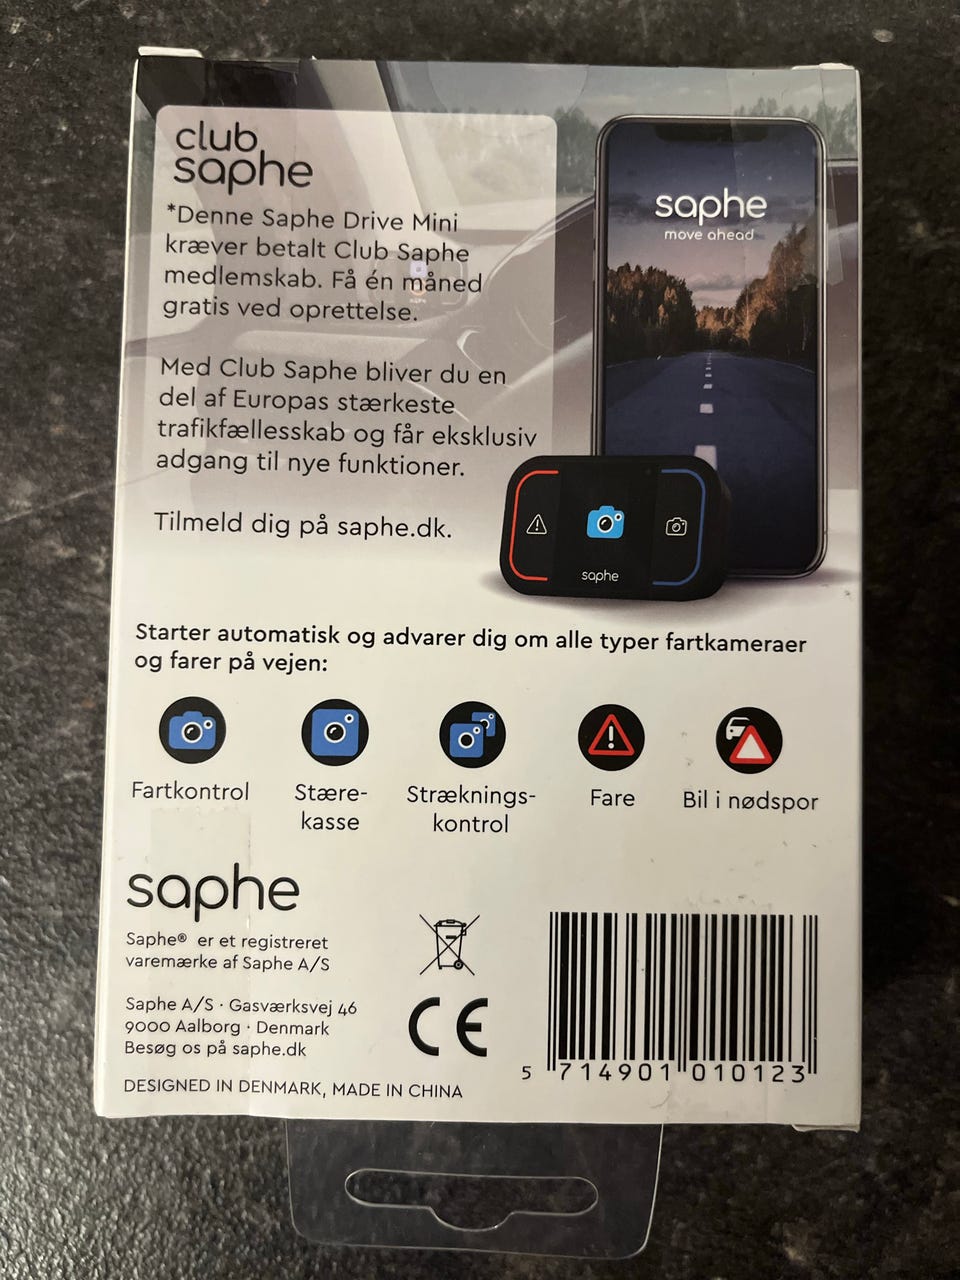 club
saphe
*Denne Saphe Drive Mini
kræver betalt Club Saphe
medlemskab. Få én måned
gratis ved oprettelse.
Med Club Saphe bliver du en
del af Europas stærkeste
trafikfællesskab og får eksklusiv
adgang til nye funktioner.
Tilmeld dig på saphe.dk.
saphe
move ahead
saphe
Starter automatisk og advarer dig om alle typer fartkameraer
og farer på vejen:
Fartkontrol
Stære-
kasse
Stræknings-
kontrol
Fare
Bil i nødspor
saphe
Saphe® er et registreret
varemærke af Saphe A/S
Saphe A/S · Gasværksvej 46
9000 Aalborg · Denmark
Besøg os på saphe.dk
DESIGNED IN DENMARK, MADE IN CHINA
CE
5 714901 010123